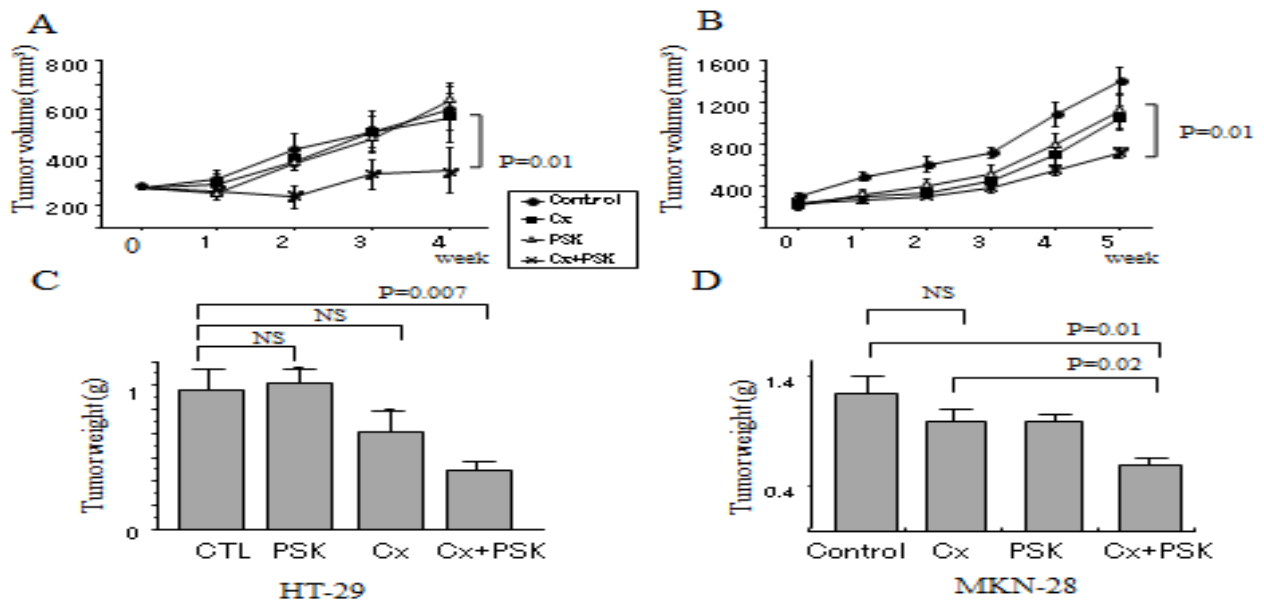 A
Tumor volume(mm³)
800
600
400
200
0
1
2
3
4
week
P=0.01
Control
Cx
PSK
Cx+PSK
B
Tumor volume(mm³)
1600
1200
800
400
0
1
2
3
4
5
week
P=0.01
C
P=0.007
NS
NS
Tumorweight(g)
1
0
CTL PSK Cx Cx+PSK
HT-29
D
NS
P=0.01
P=0.02
Tumorweight(g)
1.4
0.4
Control Cx PSK Cx+PSK
MKN-28